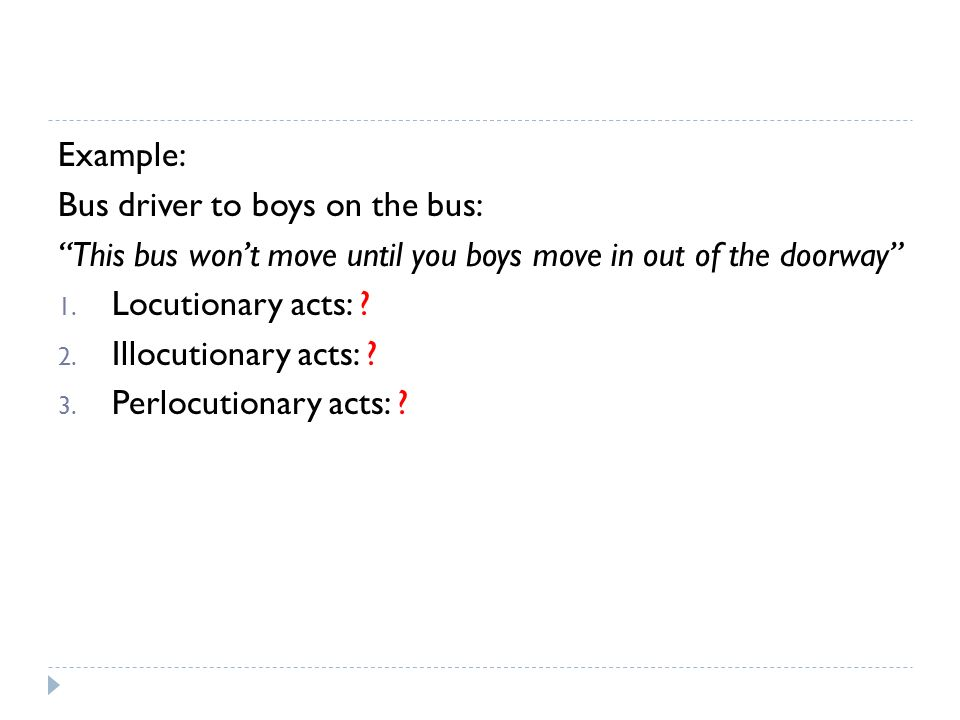 Example:
Bus driver to boys on the bus:
“This bus won’t move until you boys move in out of the doorway”
1. Locutionary acts: ?
2. Illocutionary acts: ?
3. Perlocutionary acts: ?